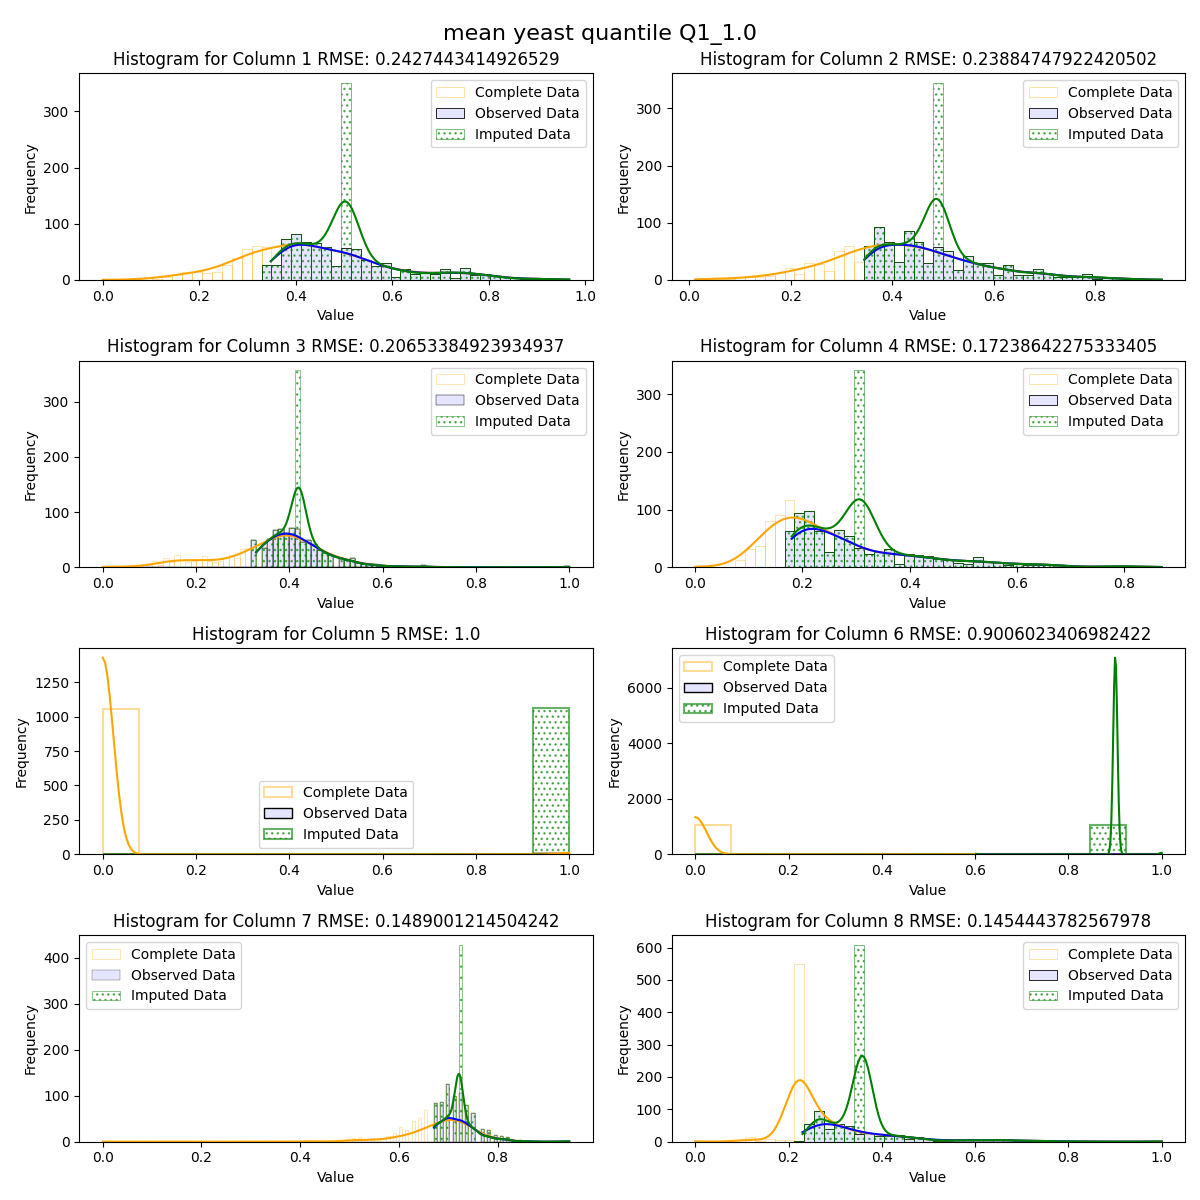 mean yeast quantile Q1_1.0
Histogram for Column 1 RMSE: 0.2427443414926529
Frequency
300
200
100
0
0.0 0.2 0.4 0.6 0.8 1.0
Value
Complete Data
Observed Data
Imputed Data
Histogram for Column 2 RMSE: 0.23884747922420502
Frequency
300
200
100
0
0.0 0.2 0.4 0.6 0.8
Value
Complete Data
Observed Data
Imputed Data
Histogram for Column 3 RMSE: 0.20653384923934937
Frequency
300
200
100
0
0.0 0.2 0.4 0.6 0.8 1.0
Value
Complete Data
Observed Data
Imputed Data
Histogram for Column 4 RMSE: 0.17238642275333405
Frequency
300
200
100
0
0.0 0.2 0.4 0.6 0.8
Value
Complete Data
Observed Data
Imputed Data
Histogram for Column 5 RMSE: 1.0
Frequency
1250
1000
750
500
250
0
0.0 0.2 0.4 0.6 0.8 1.0
Value
Complete Data
Observed Data
Imputed Data
Histogram for Column 6 RMSE: 0.9006023406982422
Frequency
6000
4000
2000
0
0.0 0.2 0.4 0.6 0.8 1.0
Value
Complete Data
Observed Data
Imputed Data
Histogram for Column 7 RMSE: 0.1489001214504242
Frequency
400
300
200
100
0
0.0 0.2 0.4 0.6 0.8
Value
Complete Data
Observed Data
Imputed Data
Histogram for Column 8 RMSE: 0.1454443782567978
Frequency
600
500
400
300
200
100
0
0.0 0.2 0.4 0.6 0.8 1.0
Value
Complete Data
Observed Data
Imputed Data